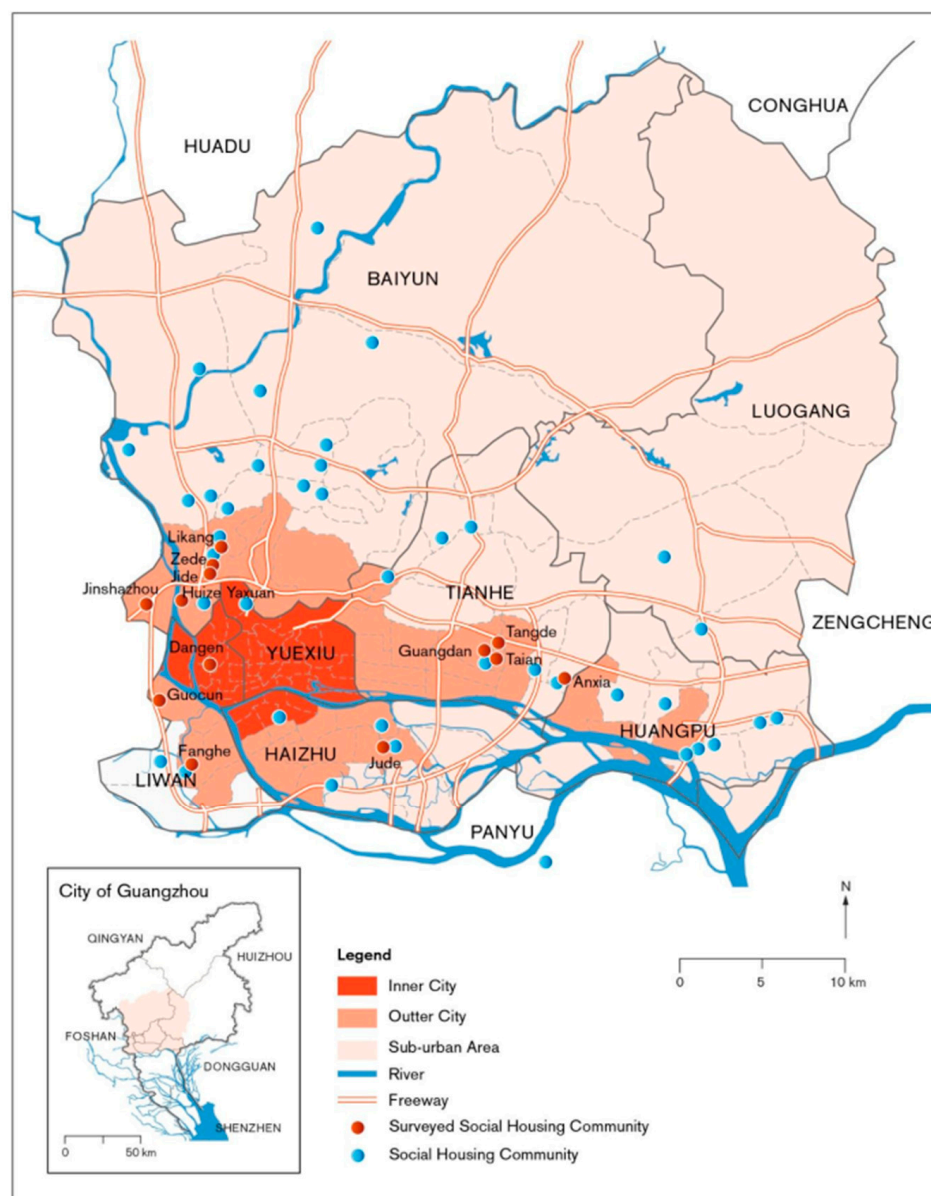 CONGHUA
HUADU
BAIYUN
LUOGANG
Likang
Zede
Jide
Jinshazhou
Huize
Yaxuan
TIANHE
ZENGCHENG
Tangde
Dangen
YUEXIU
Guangdan
Taian
Anxia
Guocun
HUANGPU
Fanghe
HAIZHU
Jude
LIWAN
PANYU
City of Guangzhou
QINGYAN
HUIZHOU
FOSHAN
DONGGUAN
SHENZHEN
0 50 km
Legend
Inner City
Outter City
Sub-urban Area
River
Freeway
Surveyed Social Housing Community
Social Housing Community
N
0 5 10 km